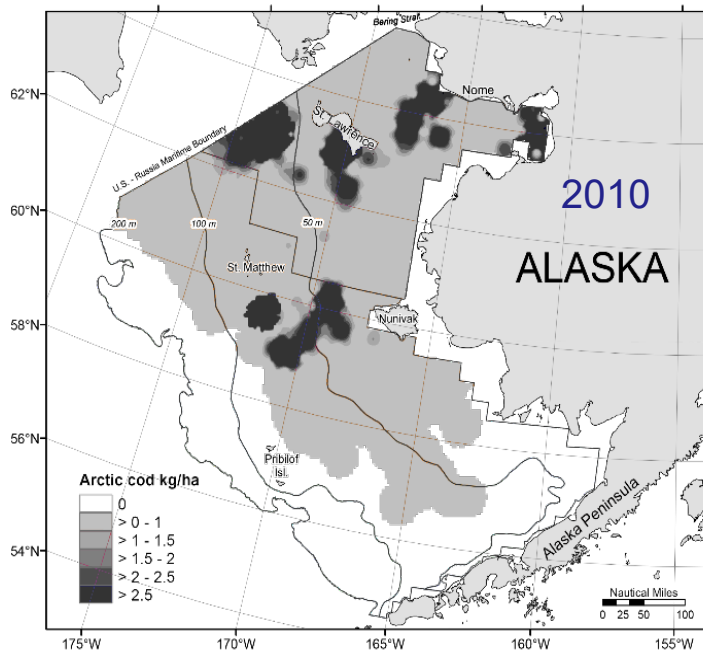 Bering Strait
62°N
Nome
St. Lawrence
U.S. - Russia Maritime Boundary
2010
60°N
200 m
100 m
50 m
ALASKA
St. Matthew
58°N
Nunivak
56°N
Pribilof
Isl.
Arctic cod kg/ha
0
> 0 - 1
> 1 - 1.5
> 1.5 - 2
> 2 - 2.5
> 2.5
Alaska Peninsula
54°N
Nautical Miles
0 25 50 100
175°W 170°W 165°W 160°W 155°W